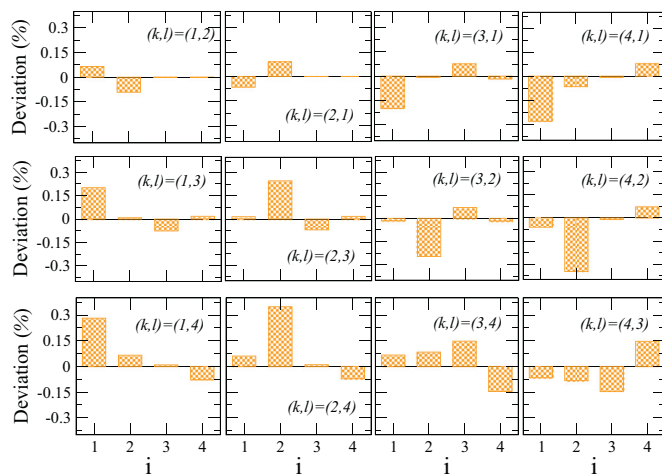 0.3
0.15
0
-0.15
-0.3
Deviation (%)
(k,l)=(1,2)
(k,l)=(2,1)
(k,l)=(3,1)
(k,l)=(4,1)
0.3
0.15
0
-0.15
-0.3
Deviation (%)
(k,l)=(1,3)
(k,l)=(2,3)
(k,l)=(3,2)
(k,l)=(4,2)
0.3
0.15
0
-0.15
-0.3
Deviation (%)
(k,l)=(1,4)
(k,l)=(2,4)
(k,l)=(3,4)
(k,l)=(4,3)
1 2 3 4 1 2 3 4 1 2 3 4 1 2 3 4
i i i i